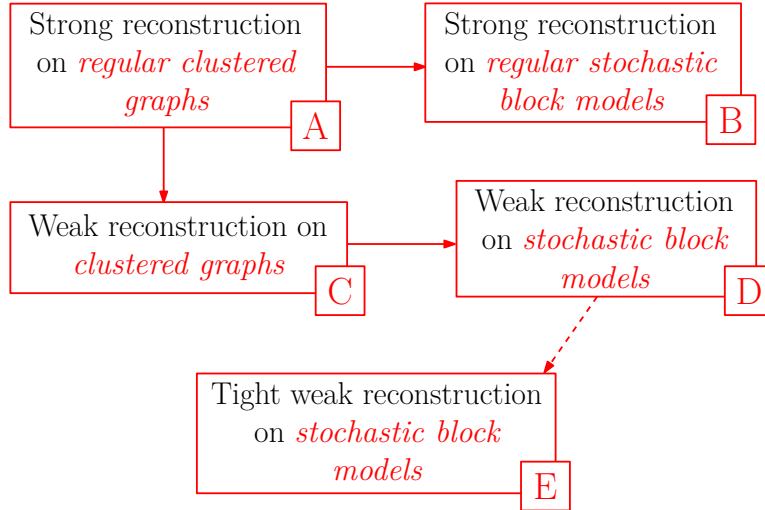 Strong reconstruction
on regular clustered
graphs
A
Strong reconstruction
on regular stochastic
block models
B
Weak reconstruction on
clustered graphs
C
Weak reconstruction
on stochastic block
models
D
Tight weak reconstruction
on stochastic block
models
E